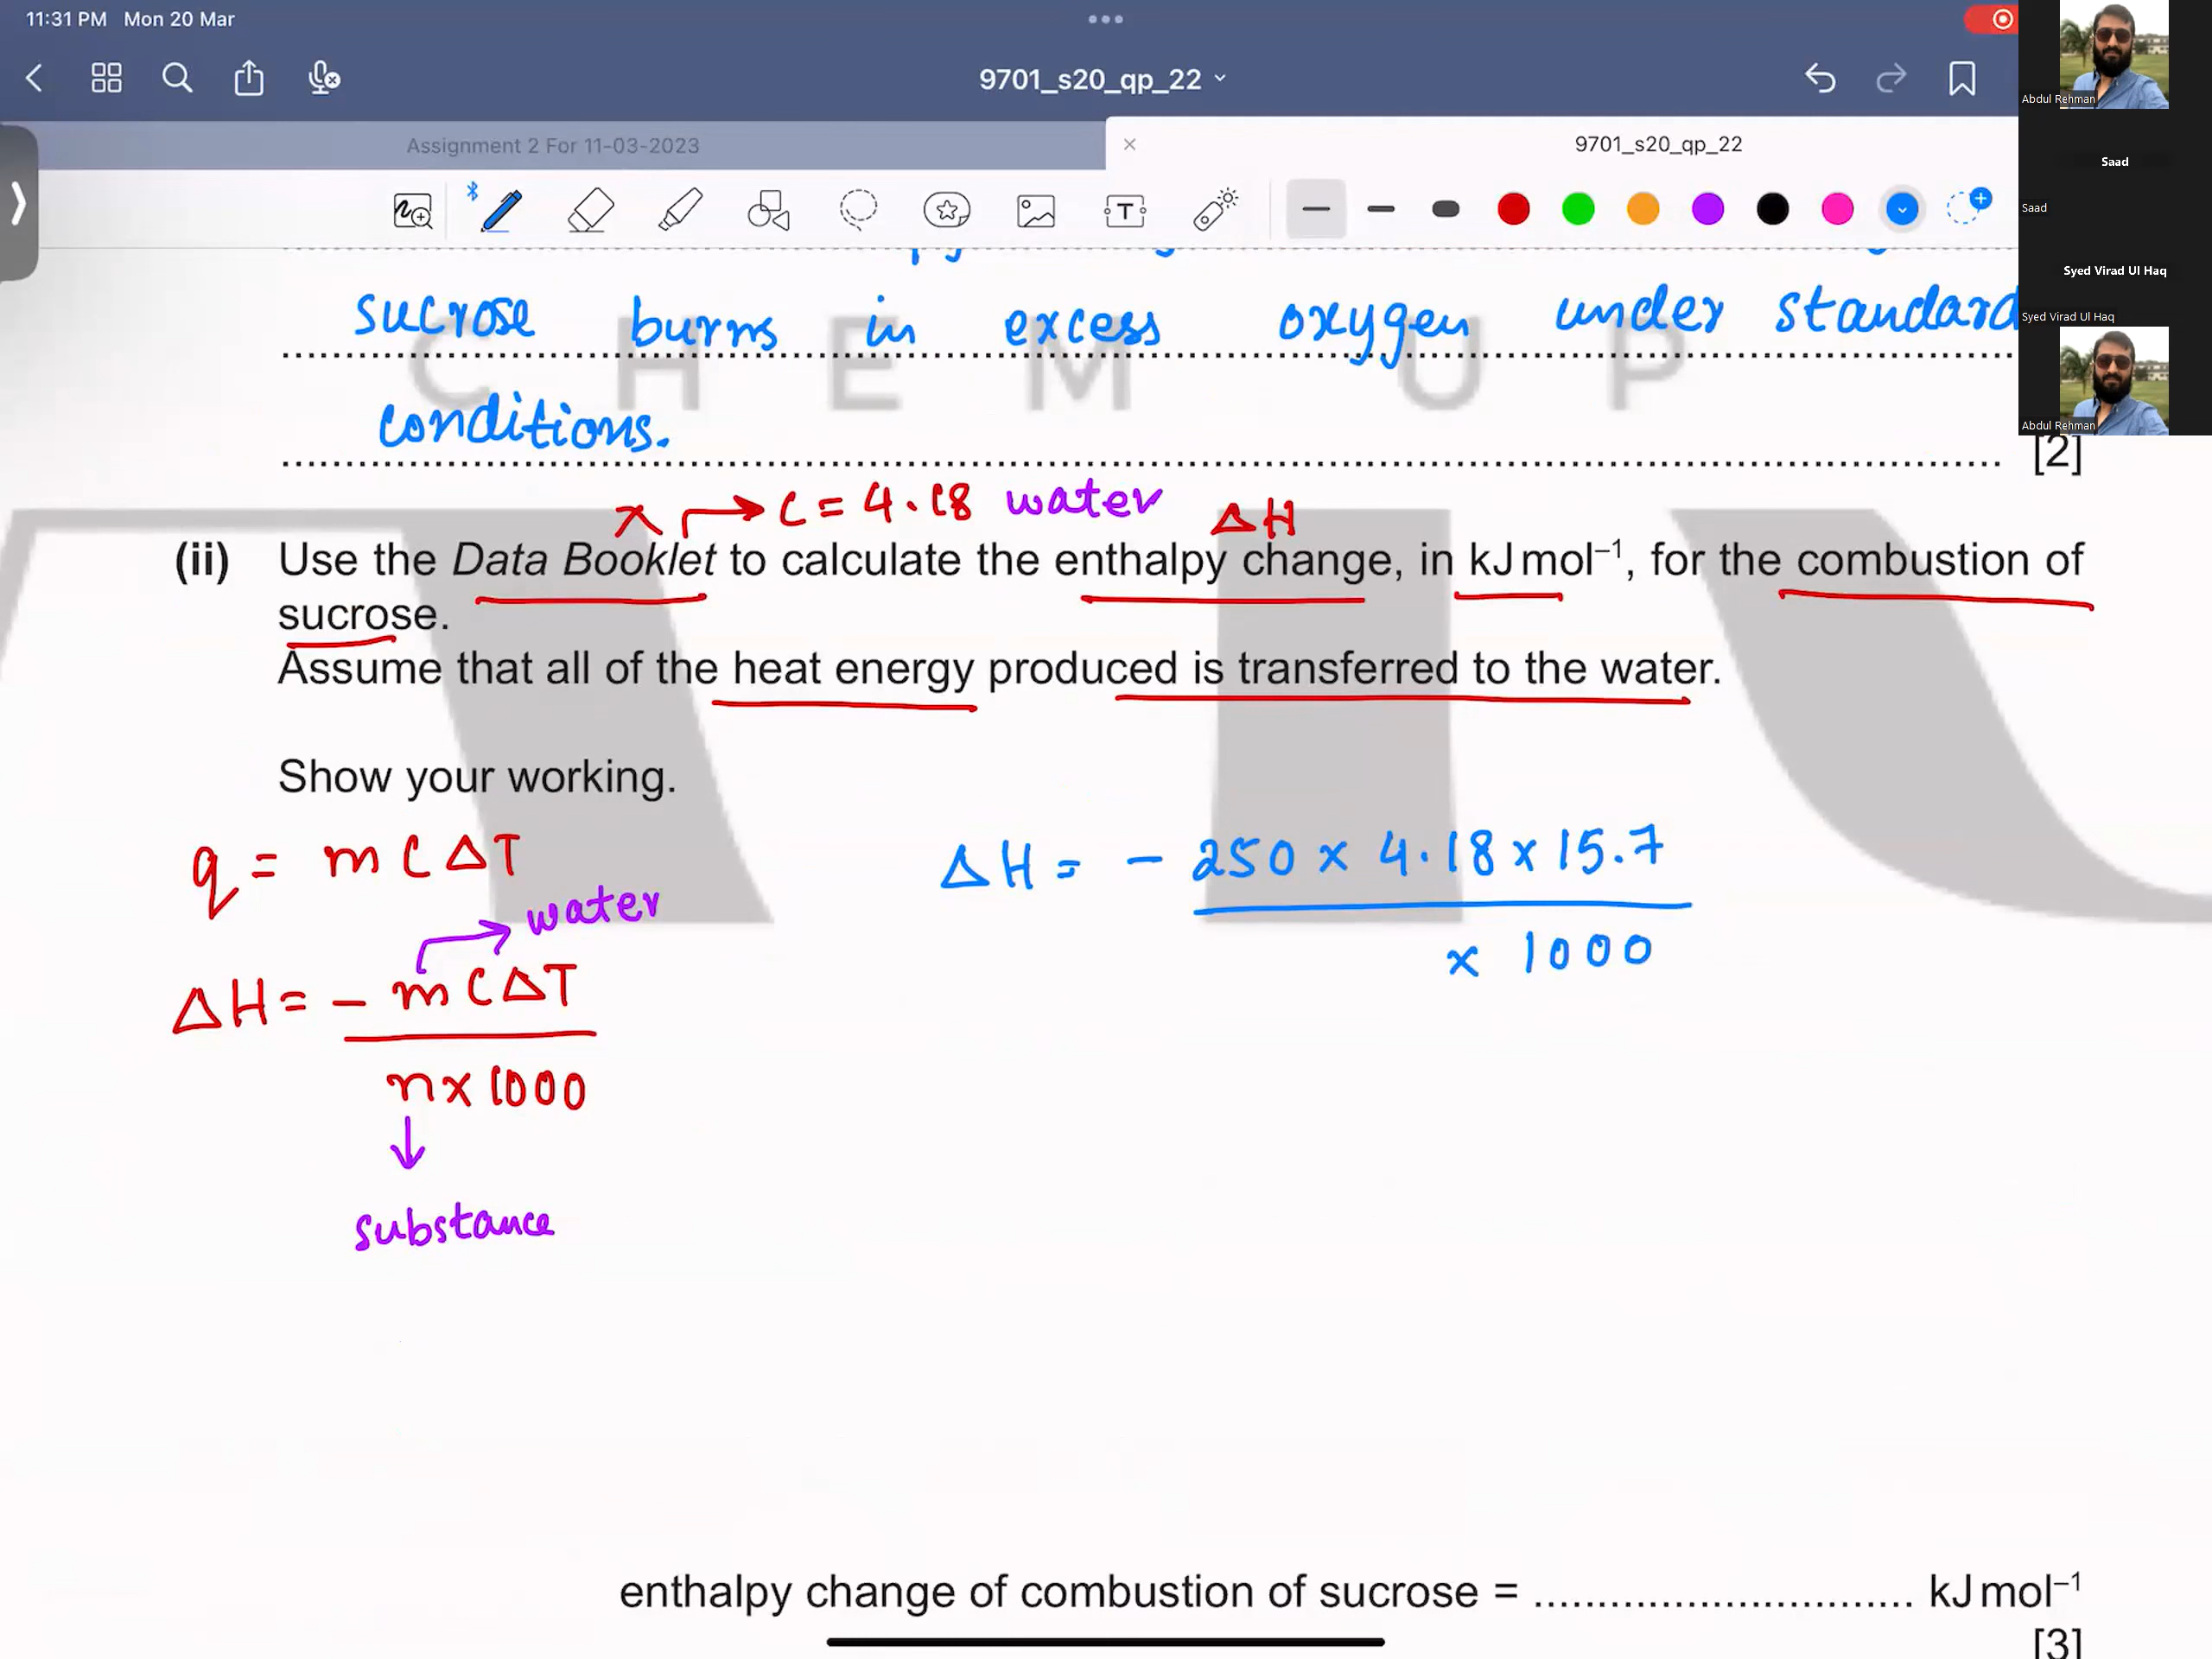 11:31 PM Mon 20 Mar
9701_s20_qp_22
Assignment 2 For 11-03-2023
9701_s20_qp_22
Abdul Rehman
Saad
Saad
Syed Virad Ul Haq
Syed Virad Ul Haq
Abdul Rehman
sucrose burns in excess oxygen under standard
CHEM UP
conditions.
[2]
x → C = 4.18 water ΔH
(ii) Use the Data Booklet to calculate the enthalpy change, in kJ mol⁻¹, for the combustion of
sucrose.
Assume that all of the heat energy produced is transferred to the water.
Show your working.
q = m C Δ T
water
ΔH = - m C Δ T
n x 1000
substance
ΔH = - 250 x 4.18 x 15.7
x 1000
enthalpy change of combustion of sucrose = .............................. kJ mol⁻¹
[3]